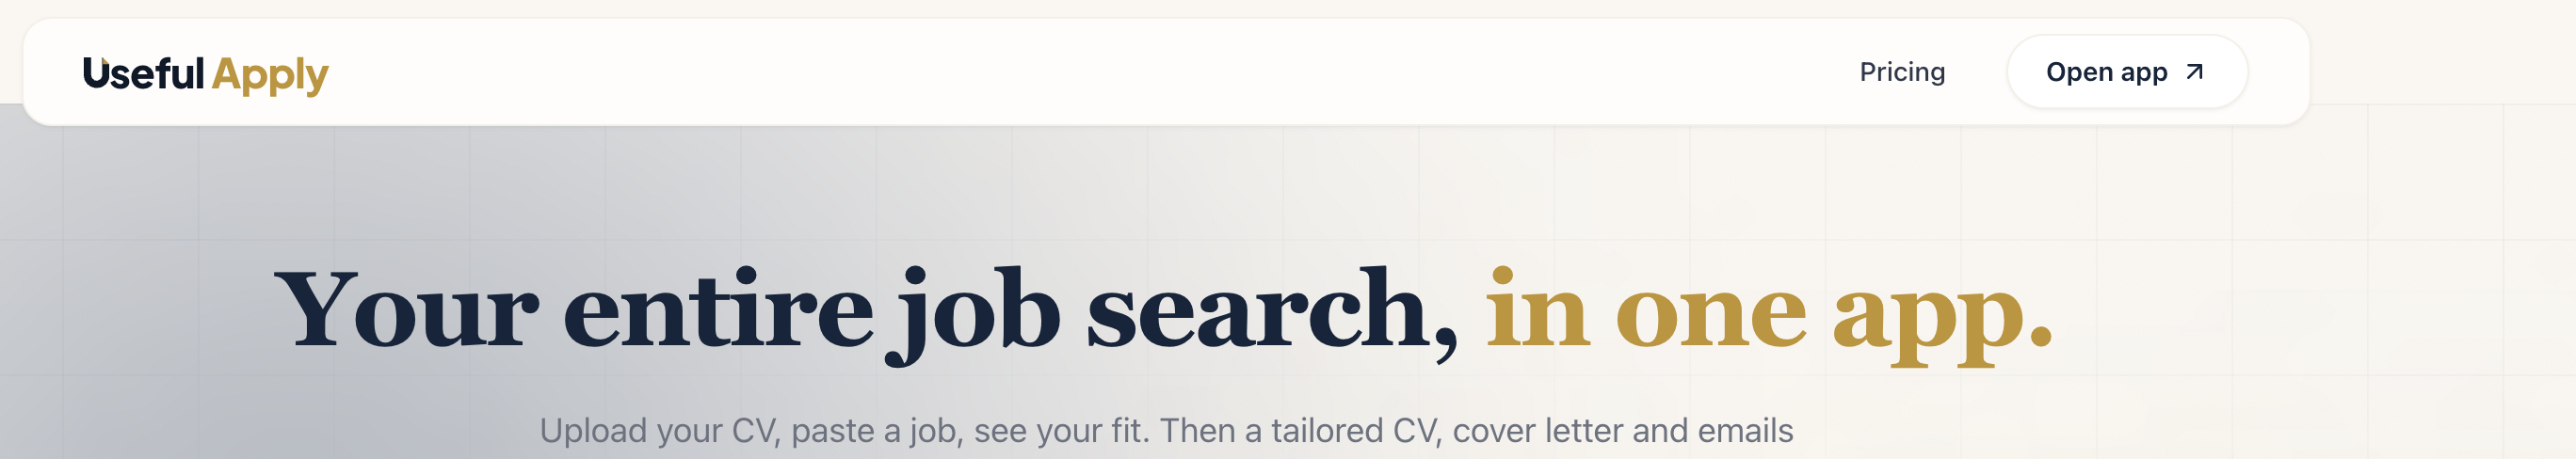 Useful Apply
Pricing
Open app
Your entire job search, in one app.
Upload your CV, paste a job, see your fit. Then a tailored CV, cover letter and emails